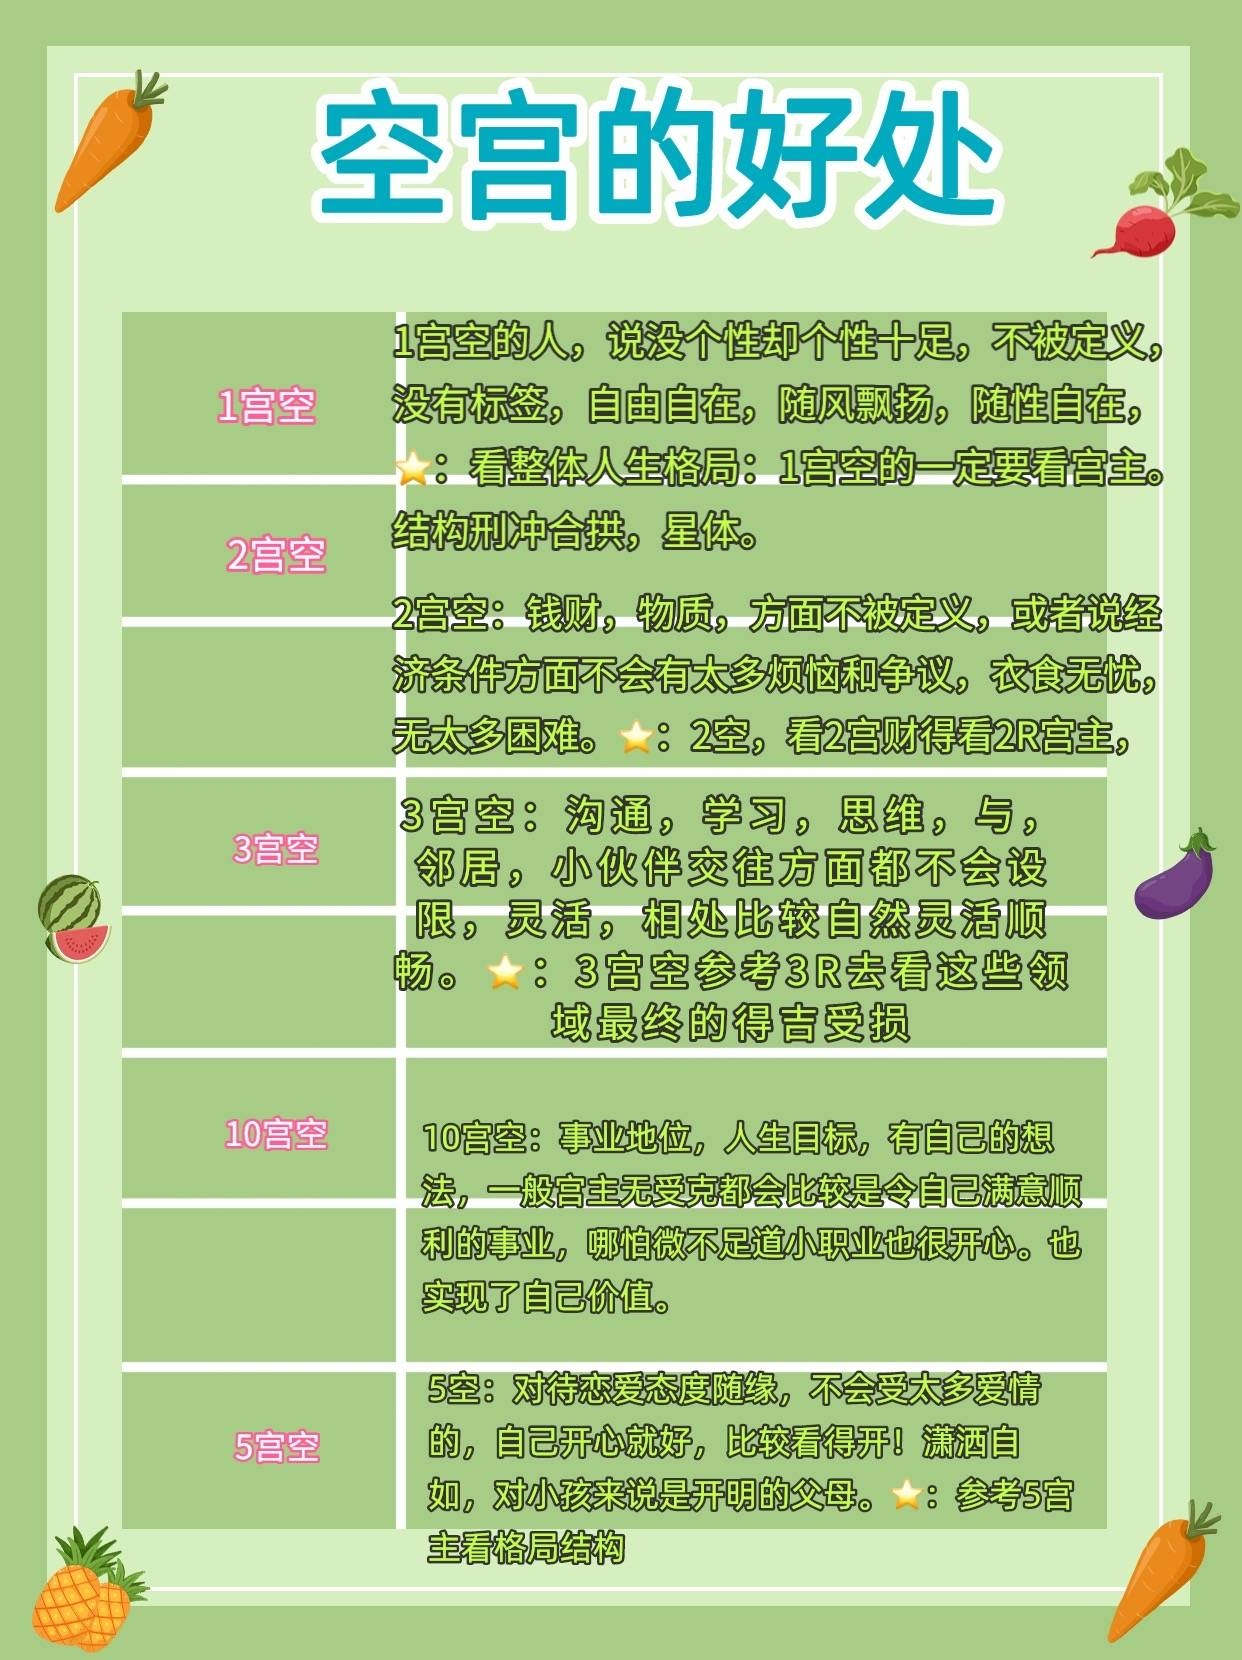 空宫的好处
1宫空
1宫空的人，说没个性却个性十足，不被定义，
没有标签，自由自在，随风飘扬，随性自在，
⭐：看整体人生格局：1宫空的一定要看宫主。
结构刑冲合拱，星体。
2宫空
2宫空：钱财，物质，方面不被定义，或者说经
济条件方面不会有太多烦恼和争议，衣食无忧，
无太多困难。⭐：2空，看2宫财得看2R宫主，
3宫空
3宫空：沟通，学习，思维，与，
邻居，小伙伴交往方面都不会设
限，灵活，相处比较自然灵活顺
畅。⭐：3宫空参考3R去看这些领
域最终的得吉受损
10宫空
10宫空：事业地位，人生目标，有自己的想
法，一般宫主无受克都会比较是令自己满意顺
利的事业，哪怕微不足道小职业也很开心。也
实现了自己价值。
5宫空
5空：对待恋爱态度随缘，不会受太多爱情
的，自己开心就好，比较看得开！潇洒自
如，对小孩来说是开明的父母。⭐：参考5宫
主看格局结构